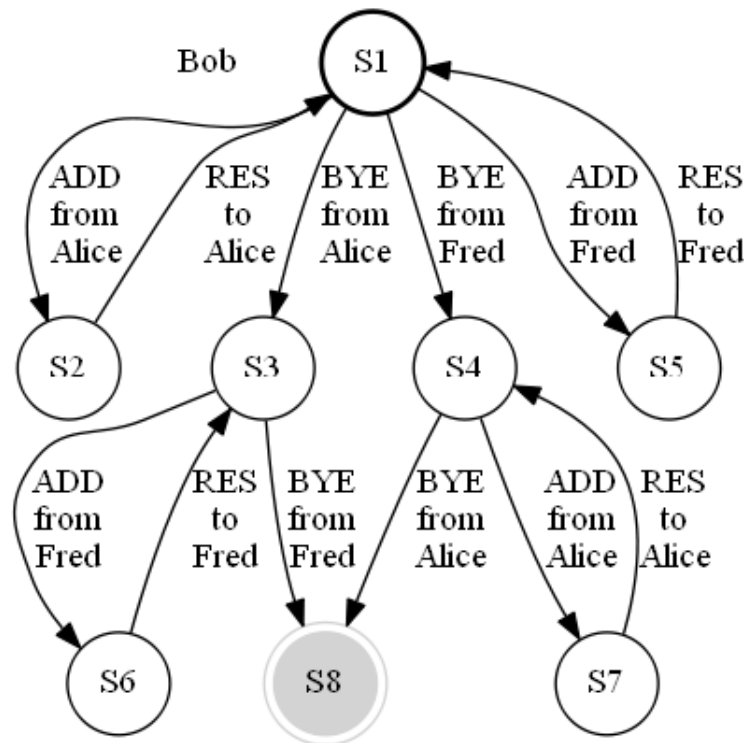 Bob
S1
ADD
from
Alice
RES
to
Alice
BYE
from
Alice
BYE
from
Fred
ADD
from
Fred
RES
to
Fred
S2
S3
S4
S5
ADD
from
Fred
RES
to
Fred
BYE
from
Fred
BYE
from
Alice
ADD
from
Alice
RES
to
Alice
S6
S8
S7